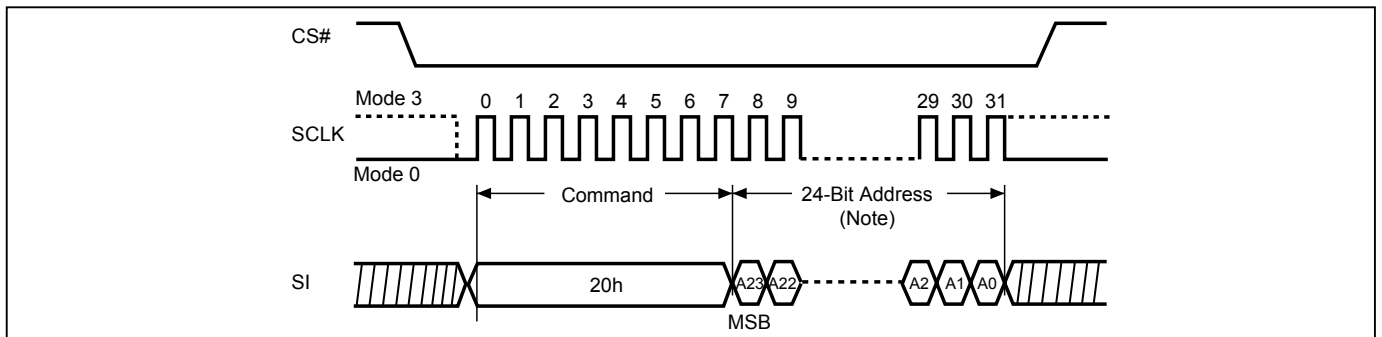 CS#
Mode 3
0 1 2 3 4 5 6 7 8 9 29 30 31
SCLK
Mode 0
Command
24-Bit Address
(Note)
SI
20h
A23 A22 A2 A1 A0
MSB